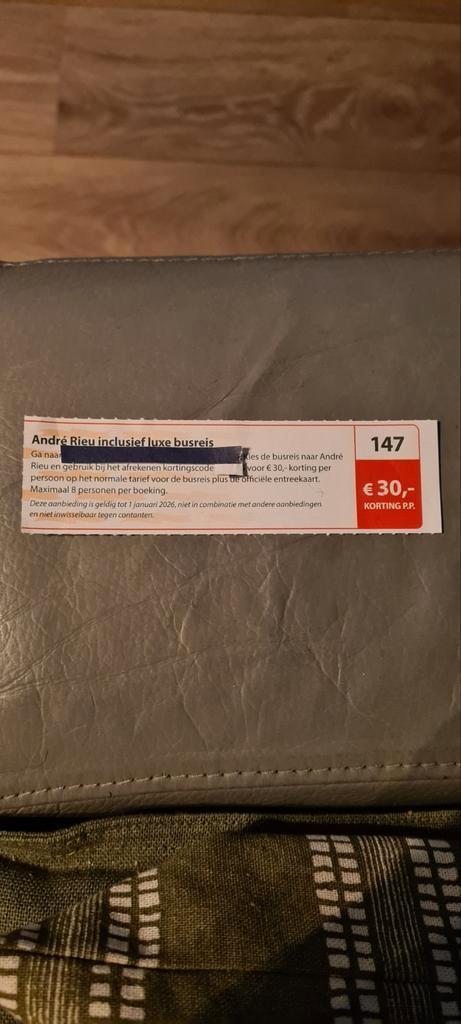 André Rieu inclusief luxe busreis
Ga naar kies de busreis naar André
Rieu en gebruik bij het afrekenen kortingscode voor € 30,- korting per
persoon op het normale tarief voor de busreis plus de officiële entreekaart.
Maximaal 8 personen per boeking.
Deze aanbieding is geldig tot 1 januari 2026, niet in combinatie met andere aanbiedingen
en niet inwisselbaar tegen contanten.
147
€ 30,-
KORTING P.P.